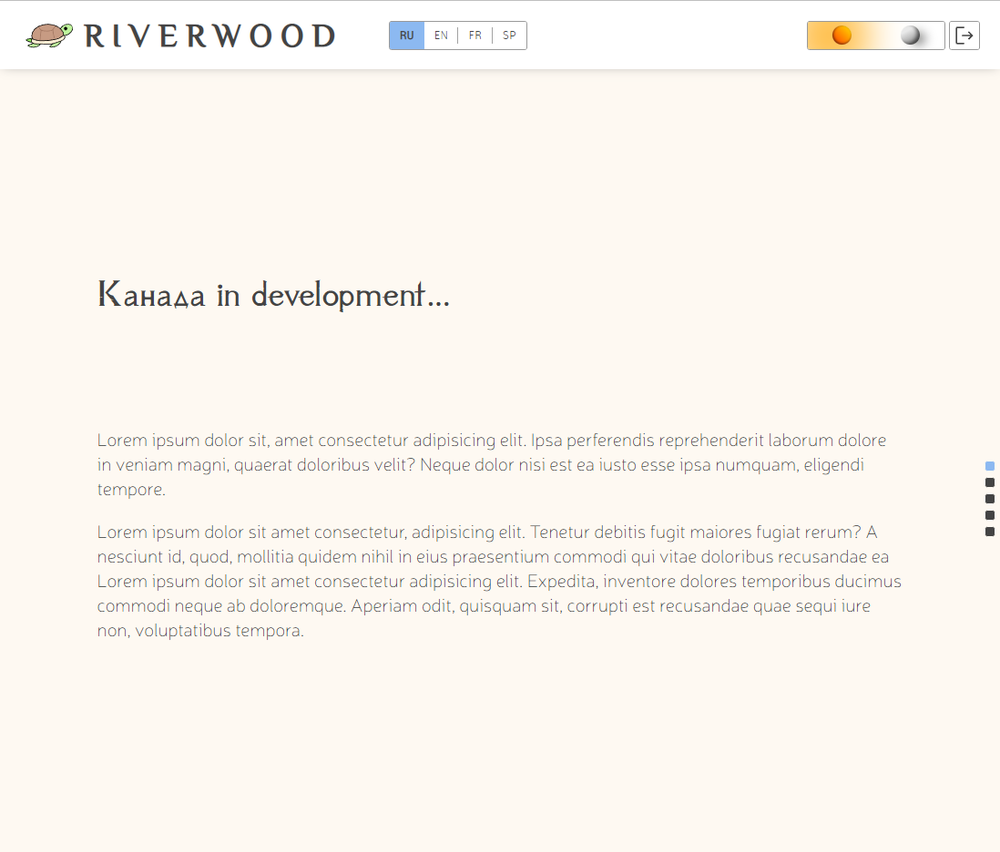 RIVERWOOD
RU EN FR SP
Канада in development...
Lorem ipsum dolor sit, amet consectetur adipisicing elit. Ipsa perferendis reprehenderit laborum dolore
in veniam magni, quaerat doloribus velit? Neque dolor nisi est ea iusto esse ipsa numquam, eligendi
tempore.
Lorem ipsum dolor sit amet consectetur, adipisicing elit. Tenetur debitis fugit maiores fugiat rerum? A
nesciunt id, quod, mollitia quidem nihil in eius praesentium commodi qui vitae doloribus recusandae ea
Lorem ipsum dolor sit amet consectetur adipisicing elit. Expedita, inventore dolores temporibus ducimus
commodi neque ab doloremque. Aperiam odit, quisquam sit, corrupti est recusandae quae sequi iure
non, voluptatibus tempora.